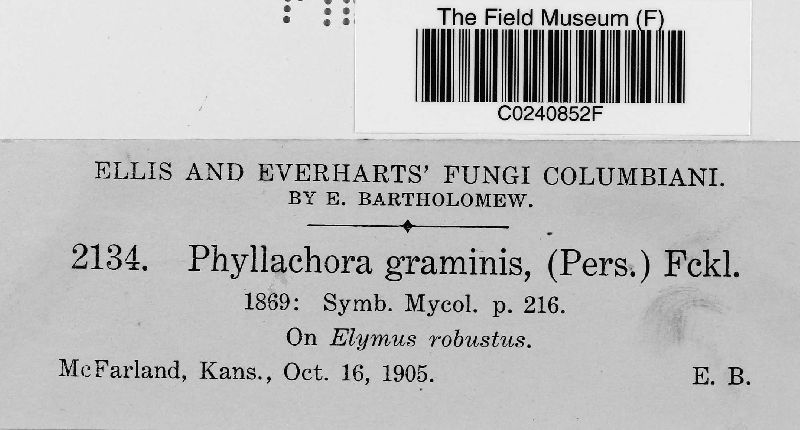 The Field Museum (F)
C0240852F
ELLIS AND EVERHARTS' FUNGI COLUMBIANI.
BY E. BARTHOLOMEW.
2134. Phyllachora graminis, (Pers.) Fckl.
1869: Symb. Mycol. p. 216.
On Elymus robustus.
McFarland, Kans., Oct. 16, 1905. E. B.